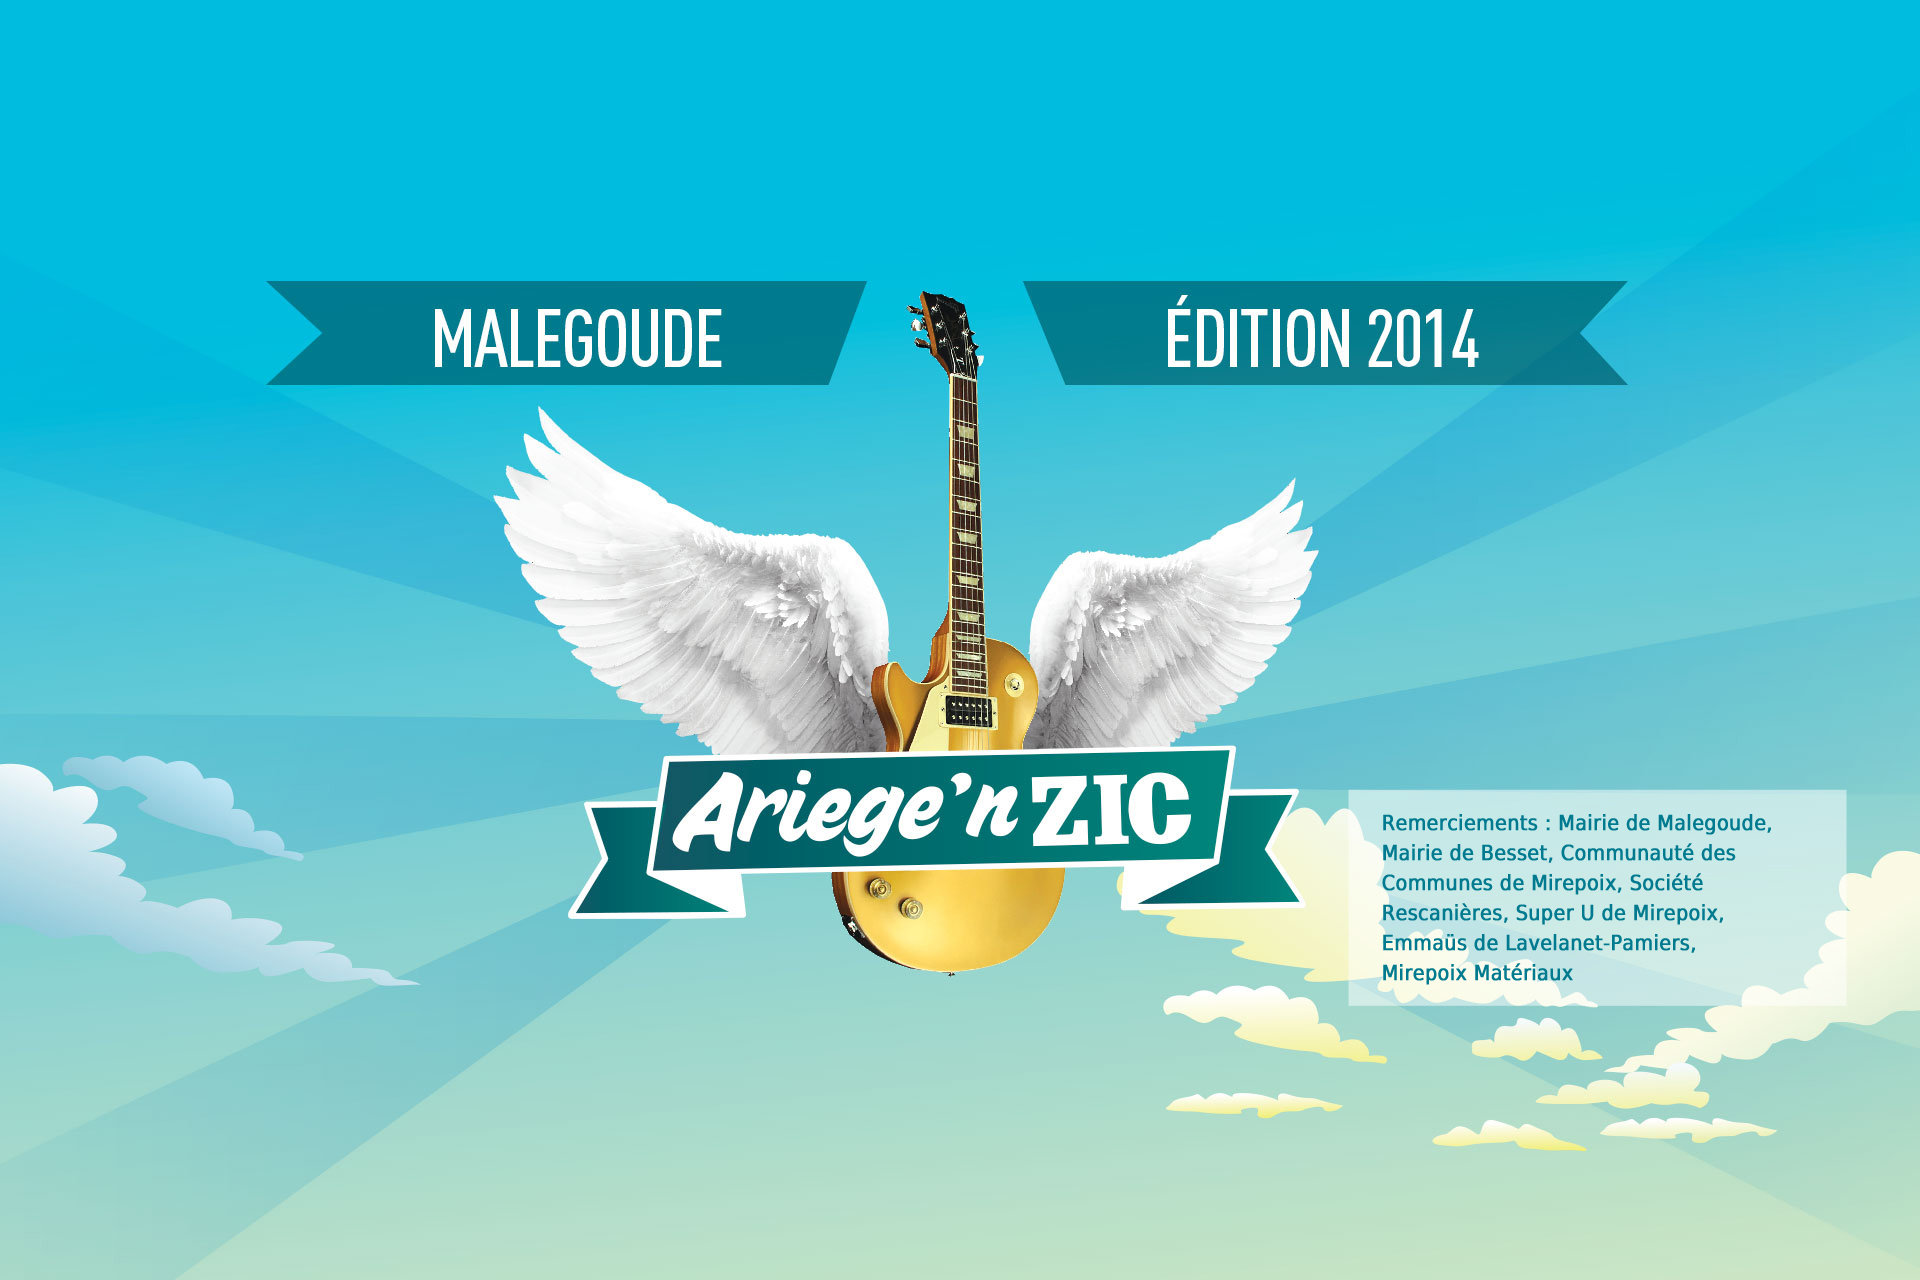 MALEGOUDE
ÉDITION 2014
Ariege'n ZIC
Remerciements : Mairie de Malegoude,
Mairie de Besset, Communauté des
Communes de Mirepoix, Société
Rescanières, Super U de Mirepoix,
Emmaüs de Lavelanet-Pamiers,
Mirepoix Matériaux